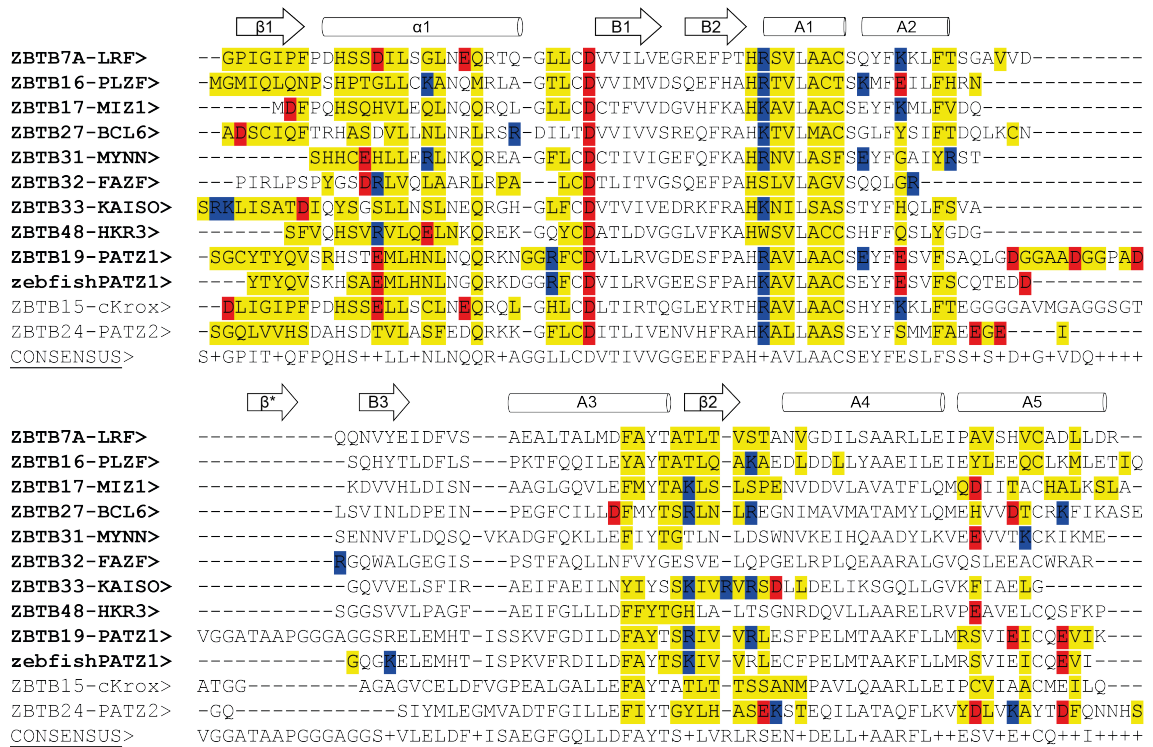 β1 α1 B1 B2 A1 A2
ZBTB7A-LRF> --GPIGIPFPDHSSDILSGLNEQRTQ-GLLCDVVILVEGREFPTHRSVLAACSQYFKKLFTSGAVVD---------
ZBTB16-PLZF> -MGMIQLQNPSHPTGLLCKANQMRLA-GTLCDVVIMVDSQEFHAHRTVLACTSKMFEILFHRN-------------
ZBTB17-MIZ1> ------MDFPQHSQHVLEQLNQQRQL-GLLCDCTFVVDGVHFKAHKAVLAACSEYFKMLFVDQ-------------
ZBTB27-BCL6> --ADSCIQFTRHASDVLLNLNRLRSR-DILTDVVIVVSREQFRAHKTVLMACSGLFYSIFTDQLKCN---------
ZBTB31-MYNN> ---------SHHCEHLLERLNKQREA-GFLCDCTIVIGEFQFKAHRNVLASFSEYFGAIYRST-------------
ZBTB32-FAZF> ---PIRLPSPYGSDRLVQLAARLRPA---LCDTLITVGSQEFPAHSLVLAGVSQQLGR------------------
ZBTB33-KAISO> SRKLISATDIQYSGSLLNSLNEQRGH-GLFCDVTVIVEDRKFRAHKNILSASSTYFHQLFSVA-------------
ZBTB48-HKR3> -------SFVQHSVRVLQELNKQREK-GQYCDATLDVGGLVFKAHWSVLACCSHFFQSLYGDG-------------
ZBTB19-PATZ1> -SGCYTYQVSRHSTEMLHNLNQQRKNGGRFCDVLLRVGDESFPAHRAVLAACSEYFESVFSAQLGDGGAADGGPAD
zebfishPATZ1> ----YTYQVSKHSAEMLHNLNQQRKDGGRFCDVILRVGEESFPAHKAVLAACSEYFESVFSCQTEDD---------
ZBTB15-cKrox> --DLIGIPFPDHSSELLSCLNEQRQL-GHLCDLTIRTQGLEYRTHRAVLAACSHYFKKLFTEGGGGAVMGAGGSGT
ZBTB24-PATZ2> -SGQLVVHSDAHSDTVLASFEDQRKK-GFLCDITLIVENVHFRAHKALLAASSEYFSMMFAEEGE----I------
CONSENSUS> S+GPIT+QFPQHS++LL+NLNQQR+AGGLLCDVTIVVGGEEFPAH+AVLAACSEYFESLFSS+S+D+G+VDQ++++
β* B3 A3 β2 A4 A5
ZBTB7A-LRF> -----------QQNVYEIDFVS---AEALTALMDFAYTATLT-VSTANVGDILSAARLLEIPAVSHVCADLLDR--
ZBTB16-PLZF> ------------SQHYTLDFLS---PKTFQQILEYAYTATLQ-AKAEDLDDLLYAAEILEIEYLEEQCLKMLETIQ
ZBTB17-MIZ1> ------------KDVVHLDISN---AAGLGQVLEFMYTAKLS-LSPENVDDVLAVATFLQMQDIITACHALKSLA-
ZBTB27-BCL6> ------------LSVINLDPEIN--PEGFCILLDFMYTSRLN-LREGNIMAVMATAMYLQMEHVVDTCRKFIKASE
ZBTB31-MYNN> ------------SENNVFLDQSQ-VKADGFQKLLEFIYTGTLN-LDSWNVKEIHQAADYLKVEEVVTKCKIKME---
ZBTB32-FAZF> -----------RGQWALGEGIS---PSTFAQLLNFVYGESVE-LQPGELRPLQEAARALGVQSLEEACWRAR----
ZBTB33-KAISO> ------------GQVVELSFIR---AEIFAEILNYIYSSKIVRVRSDLLDELIKSGQLLGVKFIAELG--------
ZBTB48-HKR3> ------------SGGSVVLPAGF---AEIFGLLLDFFYTGHLA-LTSGNRDQVLLAARELRVPEAVELCQSFKP---
ZBTB19-PATZ1> VGGATAAPGGGAGGSRELEMHT-ISSKVFGDILDFAYTSRIV-VRLESFPELMTAAKFLLMRSVIEICQEVIK---
zebfishPATZ1> ------------GQGKELEMHT-ISPKVFRDILDFAYTSKIV-VRLECFPELMTAAKFLLMRSVIEICQEVI----
ZBTB15-cKrox> ATGG---------AGAGVCELDFVGPEALGALLEFAYTATLT-TSSANMPAVLQAARLLEIPCVIAACMEILQ---
ZBTB24-PATZ2> -GQ-------------SIYMLEGMVADTFGILLEFIYTGYLH-ASEKSTEQILATAQFLKVYDLVKAYTDFQNNHS
CONSENSUS> VGGATAAPGGGAGGS+VLELDF+ISAEGFGQLLDFAYTS+LVRLRSEN+DELL+AARFL++ESV+E+CQ++I++++